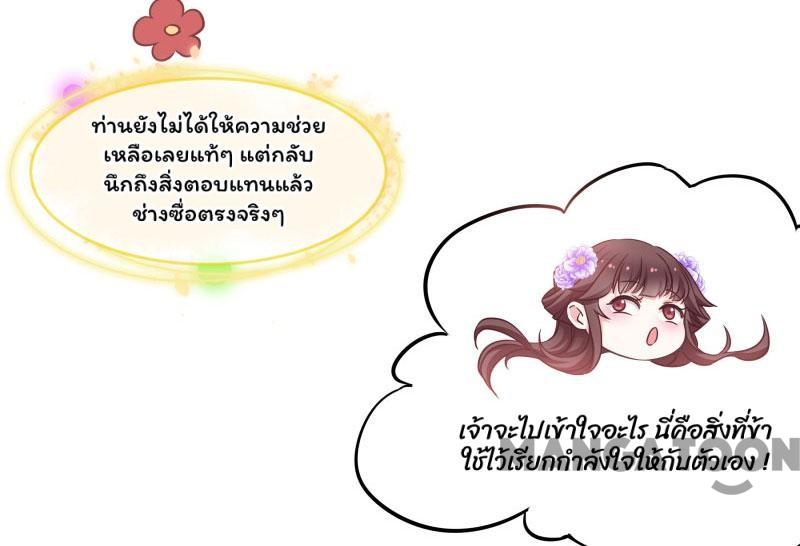 ท่านยังไม่ได้ให้ความช่วย
เหลือเลยแท้ๆ แต่กลับ
นึกถึงสิ่งตอบแทนแล้ว
ช่างซื่อตรงจริงๆ
เจ้าจะไปเข้าใจอะไร นี่คือสิ่งที่ข้า
ใช้ไว้เรียกกำลังใจให้กับตัวเอง !
MANGATOON